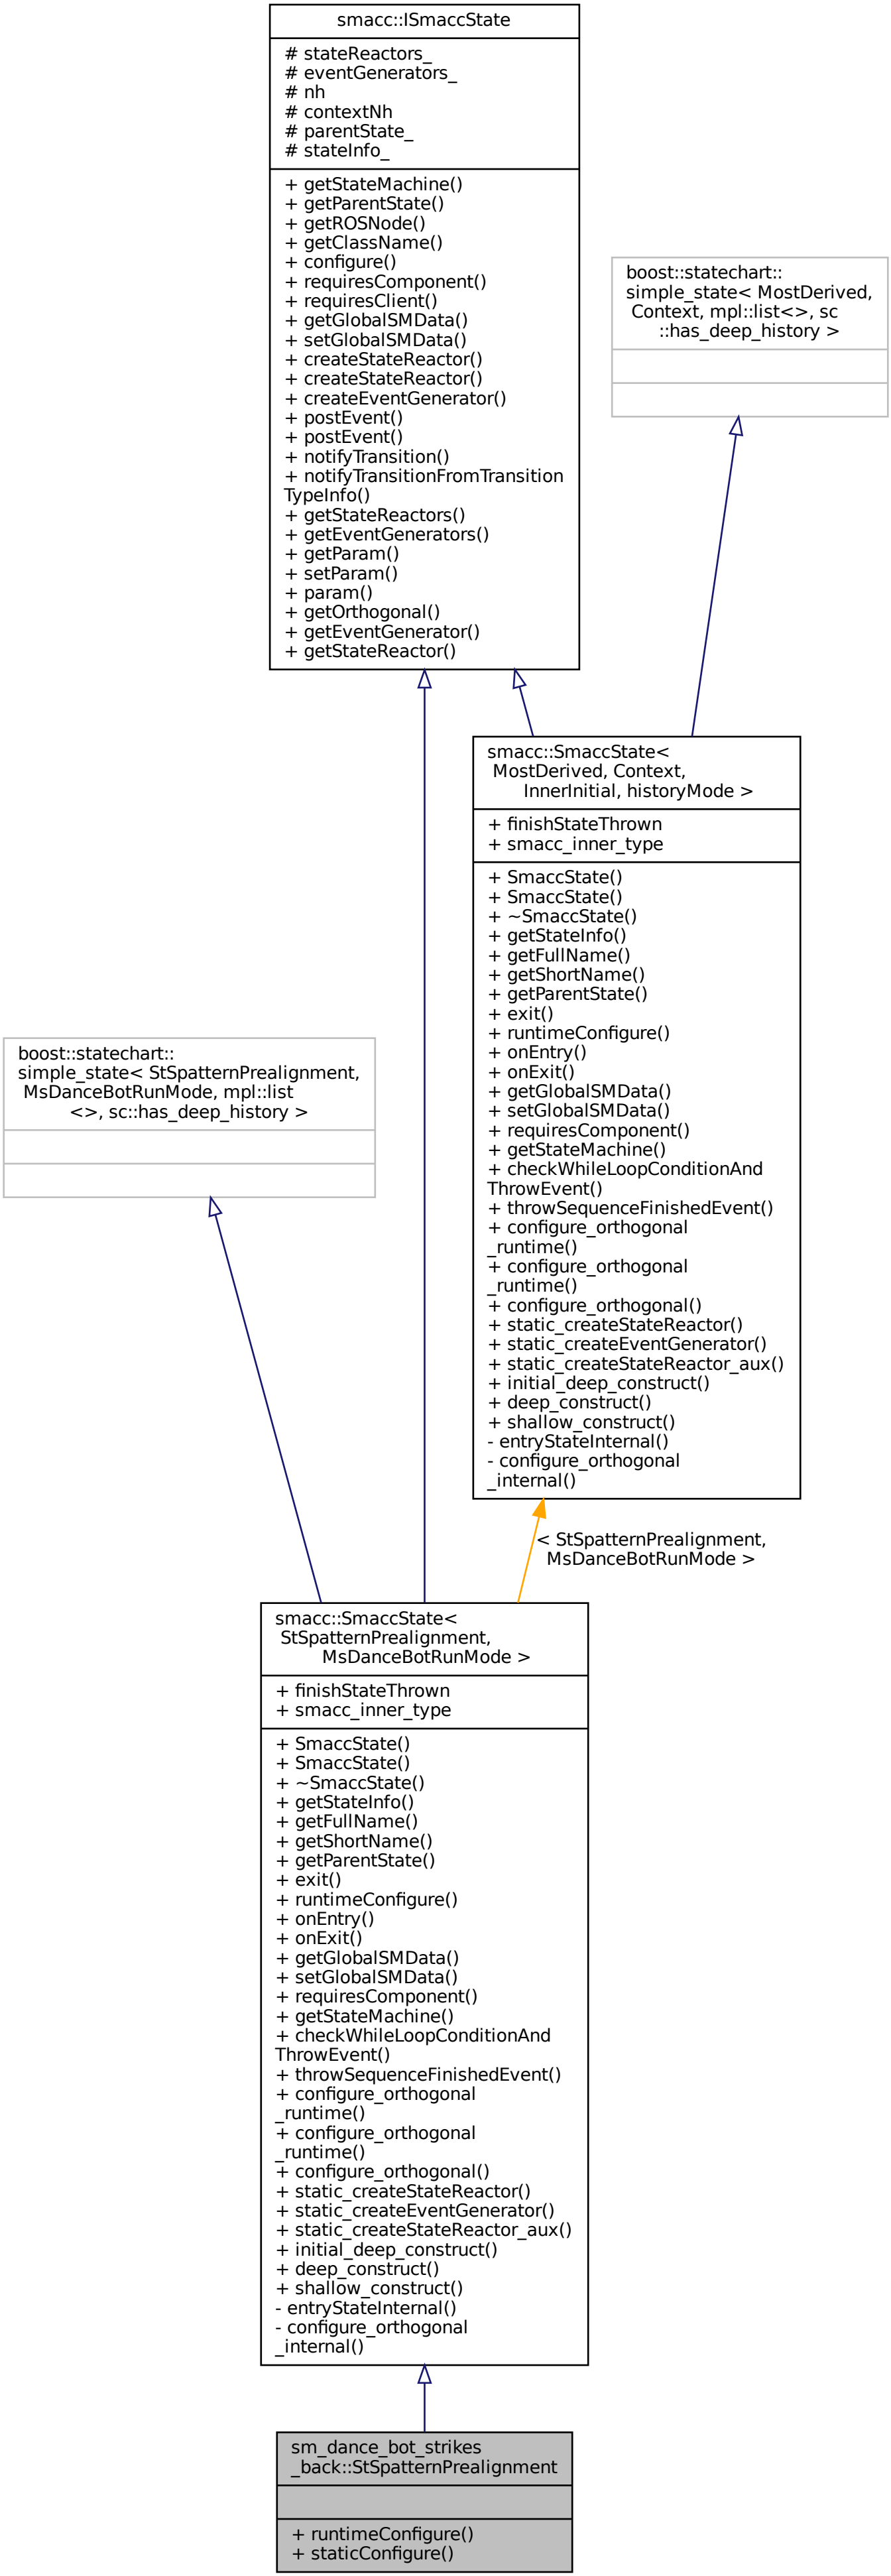 smacc::ISmaccState
# stateReactors_
# eventGenerators_
# nh
# contextNh
# parentState_
# stateInfo_
+ getStateMachine()
+ getParentState()
+ getROSNode()
+ getClassName()
+ configure()
+ requiresComponent()
+ requiresClient()
+ getGlobalSMData()
+ setGlobalSMData()
+ createStateReactor()
+ createStateReactor()
+ createEventGenerator()
+ postEvent()
+ postEvent()
+ notifyTransition()
+ notifyTransitionFromTransition
TypeInfo()
+ getStateReactors()
+ getEventGenerators()
+ getParam()
+ setParam()
+ param()
+ getOrthogonal()
+ getEventGenerator()
+ getStateReactor()
boost::statechart::
simple_state< MostDerived,
Context, mpl::list<>, sc
::has_deep_history >
smacc::SmaccState<
MostDerived, Context,
InnerInitial, historyMode >
+ finishStateThrown
+ smacc_inner_type
+ SmaccState()
+ SmaccState()
+ ~SmaccState()
+ getStateInfo()
+ getFullName()
+ getShortName()
+ getParentState()
+ exit()
+ runtimeConfigure()
+ onEntry()
+ onExit()
+ getGlobalSMData()
+ setGlobalSMData()
+ requiresComponent()
+ getStateMachine()
+ checkWhileLoopConditionAnd
ThrowEvent()
+ throwSequenceFinishedEvent()
+ configure_orthogonal
_runtime()
+ configure_orthogonal
_runtime()
+ configure_orthogonal()
+ static_createStateReactor()
+ static_createEventGenerator()
+ static_createStateReactor_aux()
+ initial_deep_construct()
+ deep_construct()
+ shallow_construct()
- entryStateInternal()
- configure_orthogonal
_internal()
boost::statechart::
simple_state< StSpatternPrealignment,
MsDanceBotRunMode, mpl::list
<>, sc::has_deep_history >
< StSpatternPrealignment,
MsDanceBotRunMode >
smacc::SmaccState<
StSpatternPrealignment,
MsDanceBotRunMode >
+ finishStateThrown
+ smacc_inner_type
+ SmaccState()
+ SmaccState()
+ ~SmaccState()
+ getStateInfo()
+ getFullName()
+ getShortName()
+ getParentState()
+ exit()
+ runtimeConfigure()
+ onEntry()
+ onExit()
+ getGlobalSMData()
+ setGlobalSMData()
+ requiresComponent()
+ getStateMachine()
+ checkWhileLoopConditionAnd
ThrowEvent()
+ throwSequenceFinishedEvent()
+ configure_orthogonal
_runtime()
+ configure_orthogonal
_runtime()
+ configure_orthogonal()
+ static_createStateReactor()
+ static_createEventGenerator()
+ static_createStateReactor_aux()
+ initial_deep_construct()
+ deep_construct()
+ shallow_construct()
- entryStateInternal()
- configure_orthogonal
_internal()
sm_dance_bot_strikes
_back::StSpatternPrealignment
+ runtimeConfigure()
+ staticConfigure()